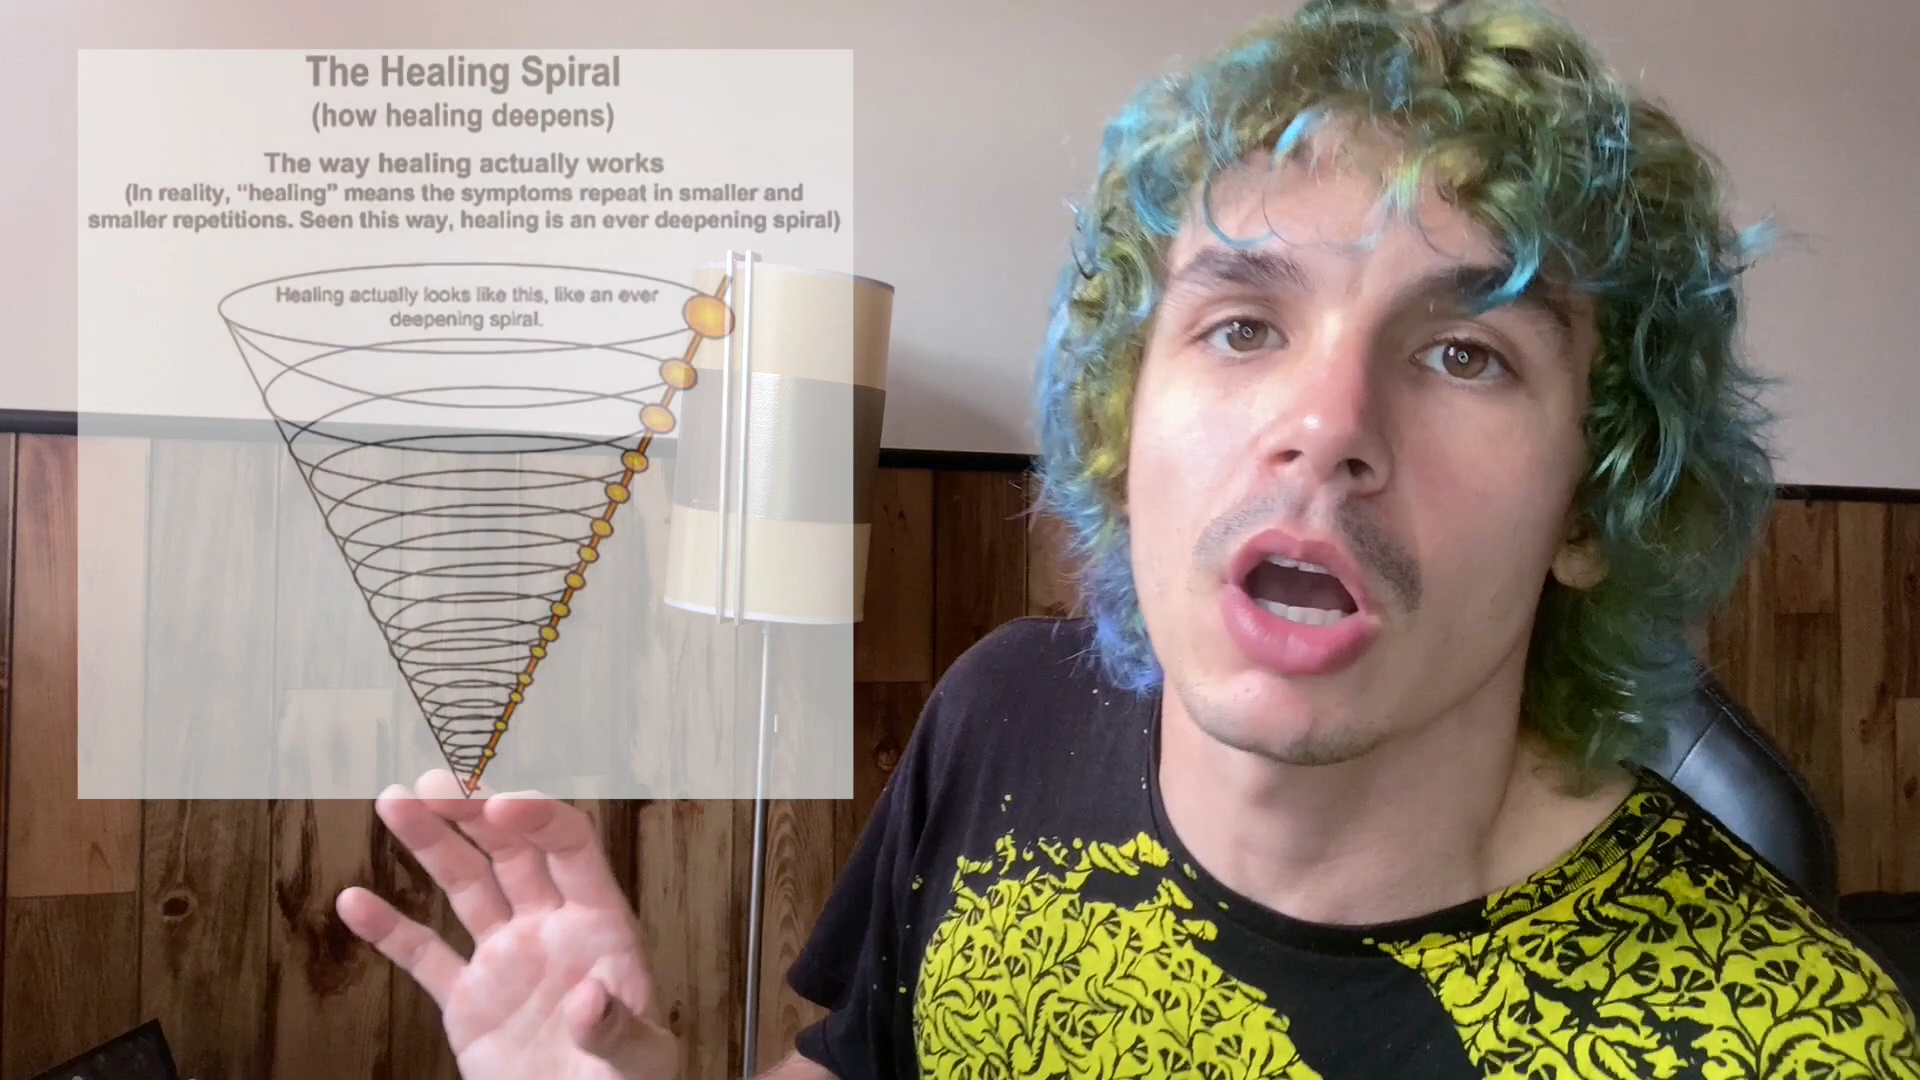 The Healing Spiral
(how healing deepens)
The way healing actually works
(In reality, “healing” means the symptoms repeat in smaller and
smaller repetitions. Seen this way, healing is an ever deepening spiral)
Healing actually looks like this, like an ever
deepening spiral.